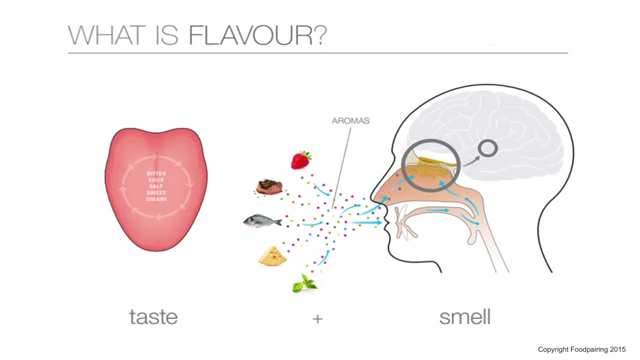 WHAT IS FLAVOUR?
AROMAS
BITTER
SOUR
SALT
SWEET
UMAMI
taste + smell
Copyright Foodpairing 2015